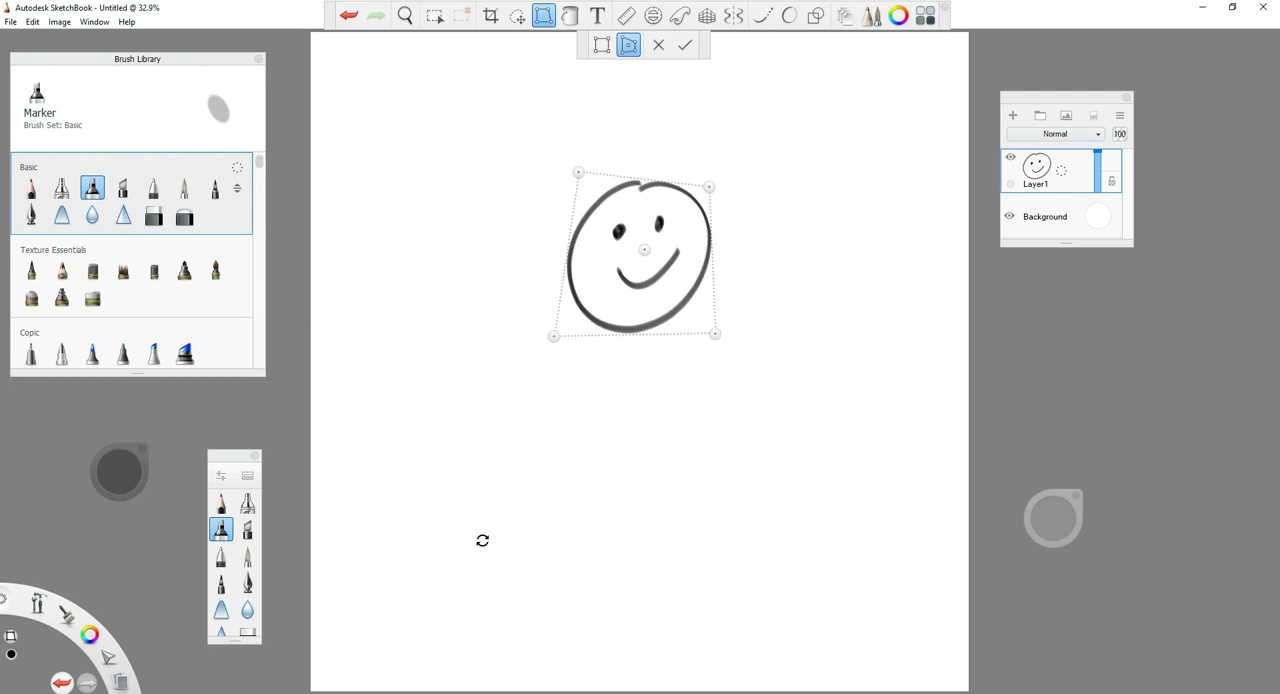 Autodesk SketchBook - Untitled @ 32.9%
File Edit Image Window Help
T
Brush Library
Marker
Brush Set: Basic
Basic
Texture Essentials
Copic
Normal
100
Layer1
Background